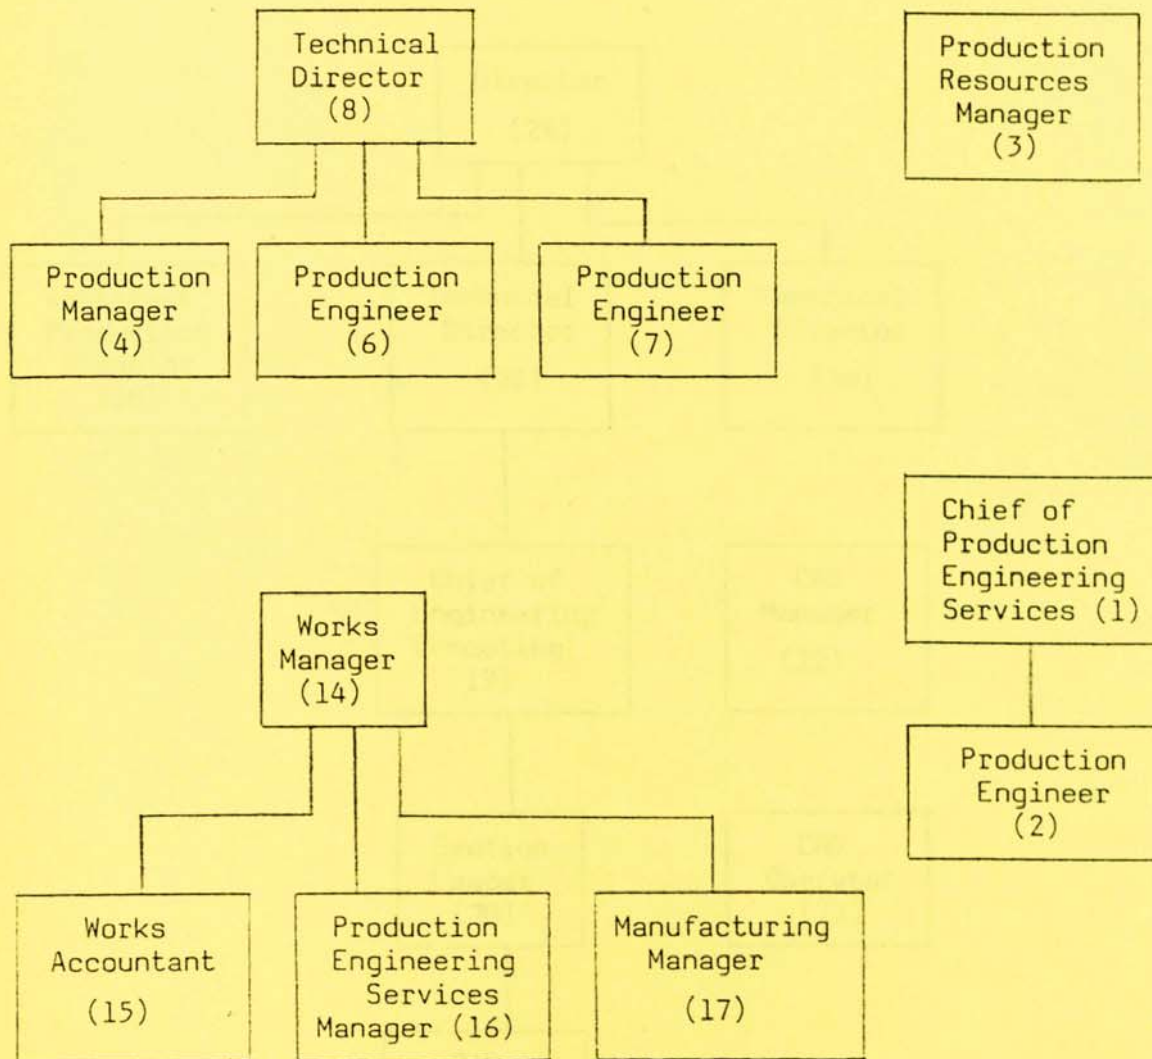 Technical
Director
(8)
Production
Resources
Manager
(3)
Production
Manager
(4)
Production
Engineer
(6)
Production
Engineer
(7)
Chief of
Production
Engineering
Services (1)
Works
Manager
(14)
Production
Engineer
(2)
Works
Accountant
(15)
Production
Engineering
Services
Manager (16)
Manufacturing
Manager
(17)